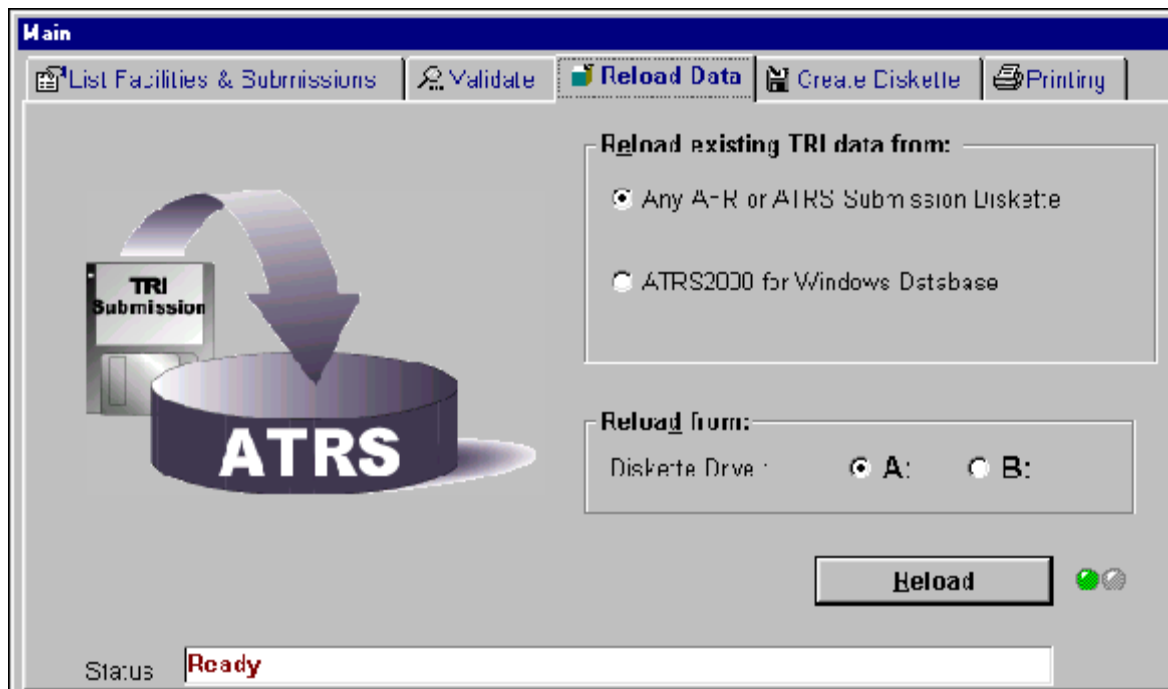 Main
List Facilities & Submissions Validate Reload Data Create Diskette Printing
Reload existing TRI data from:
Any AFR or ATRS Submission Diskette
ATRS2000 for Windows Database
TRI
Submission
ATRS
Reload from:
Diskette Drive : A: B:
Reload
Status Ready